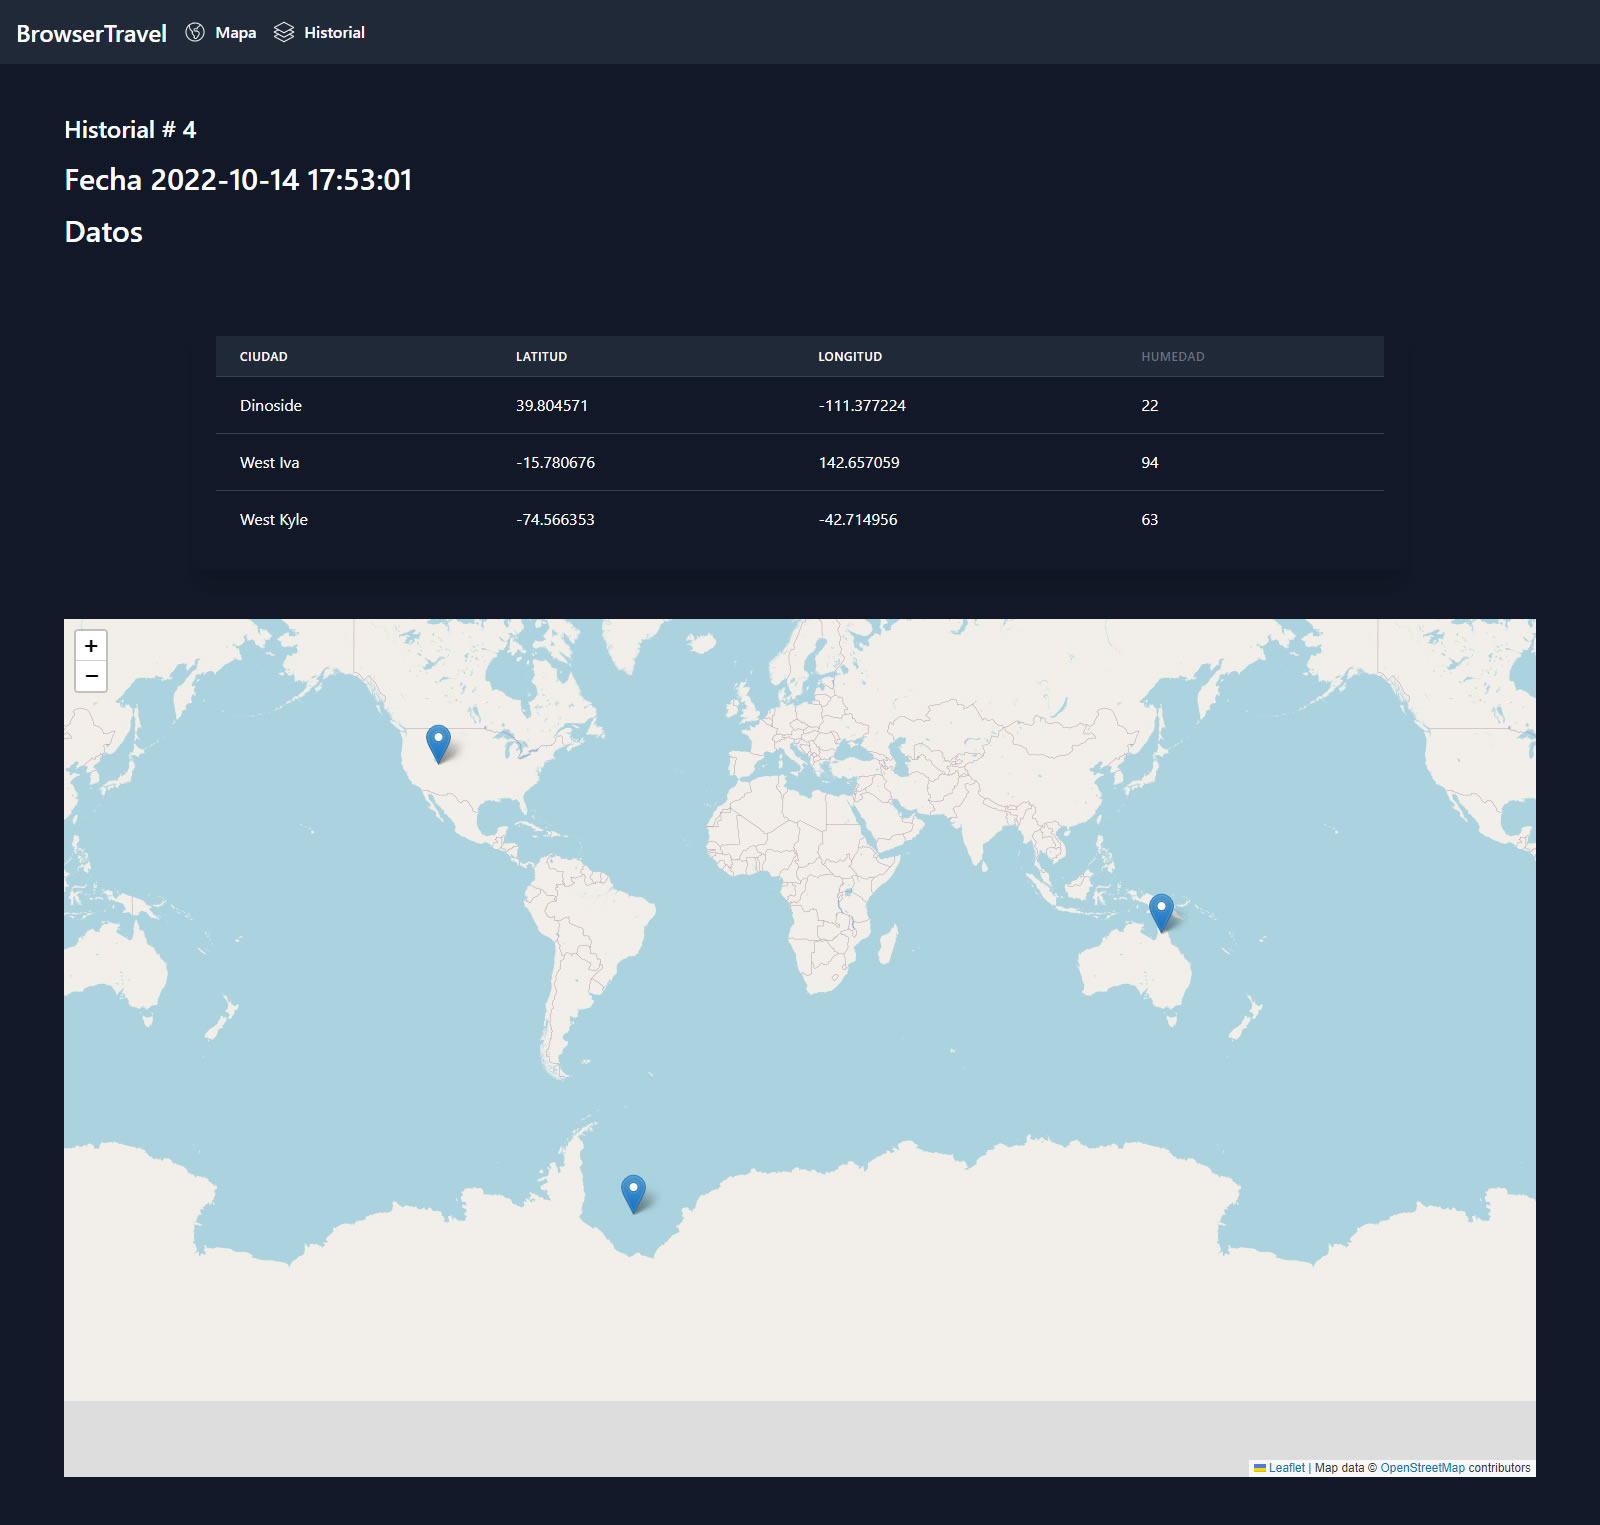 BrowserTravel Mapa Historial
Historial # 4
Fecha 2022-10-14 17:53:01
Datos
CIUDAD LATITUD LONGITUD HUMEDAD
Dinoside 39.804571 -111.377224 22
West Iva -15.780676 142.657059 94
West Kyle -74.566353 -42.714956 63
+
−
Leaflet | Map data © OpenStreetMap contributors